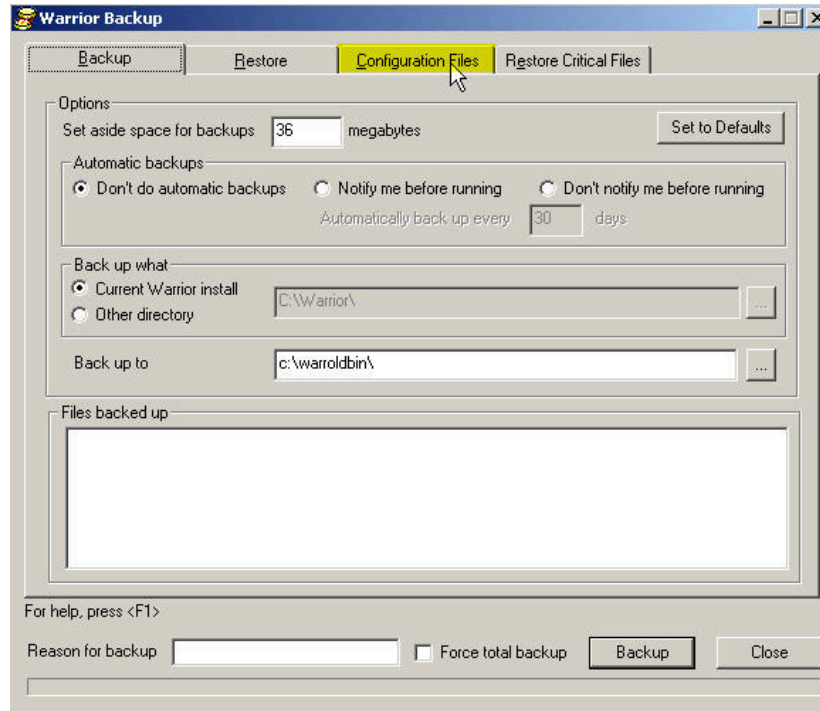 Warrior Backup
Backup Restore Configuration Files Restore Critical Files
Options
Set aside space for backups 36 megabytes Set to Defaults
Automatic backups
Don't do automatic backups Notify me before running Don't notify me before running
Automatically back up every 30 days
Back up what
Current Warrior install C:\Warrior\ ...
Other directory
Back up to c:\warroldbin\ ...
Files backed up
For help, press <F1>
Reason for backup Force total backup Backup Close